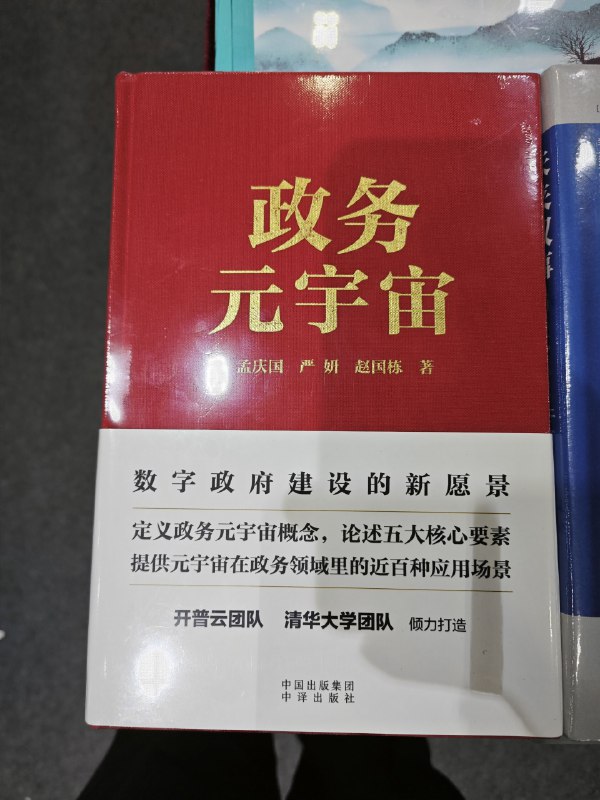 政务
元宇宙
孟庆国 严妍 赵国栋 著
数字政府建设的新愿景
定义政务元宇宙概念，论述五大核心要素
提供元宇宙在政务领域里的近百种应用场景
开普云团队 清华大学团队 倾力打造
中国出版集团
中译出版社